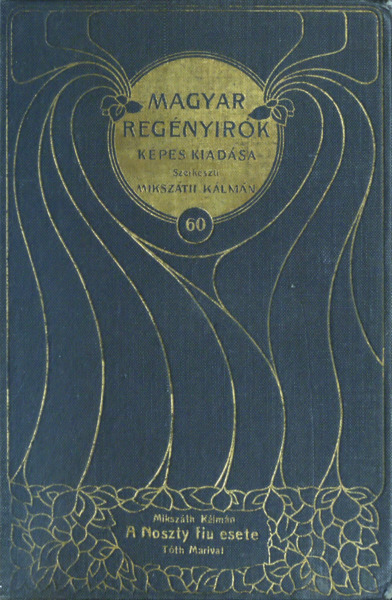 MAGYAR
REGÉNYIRÓK
KÉPES KIADÁSA
Szerkeszti
MIKSZÁTH KÁLMÁN
60
Mikszáth Kálmán
A Noszty fiu esete
Tóth Marival